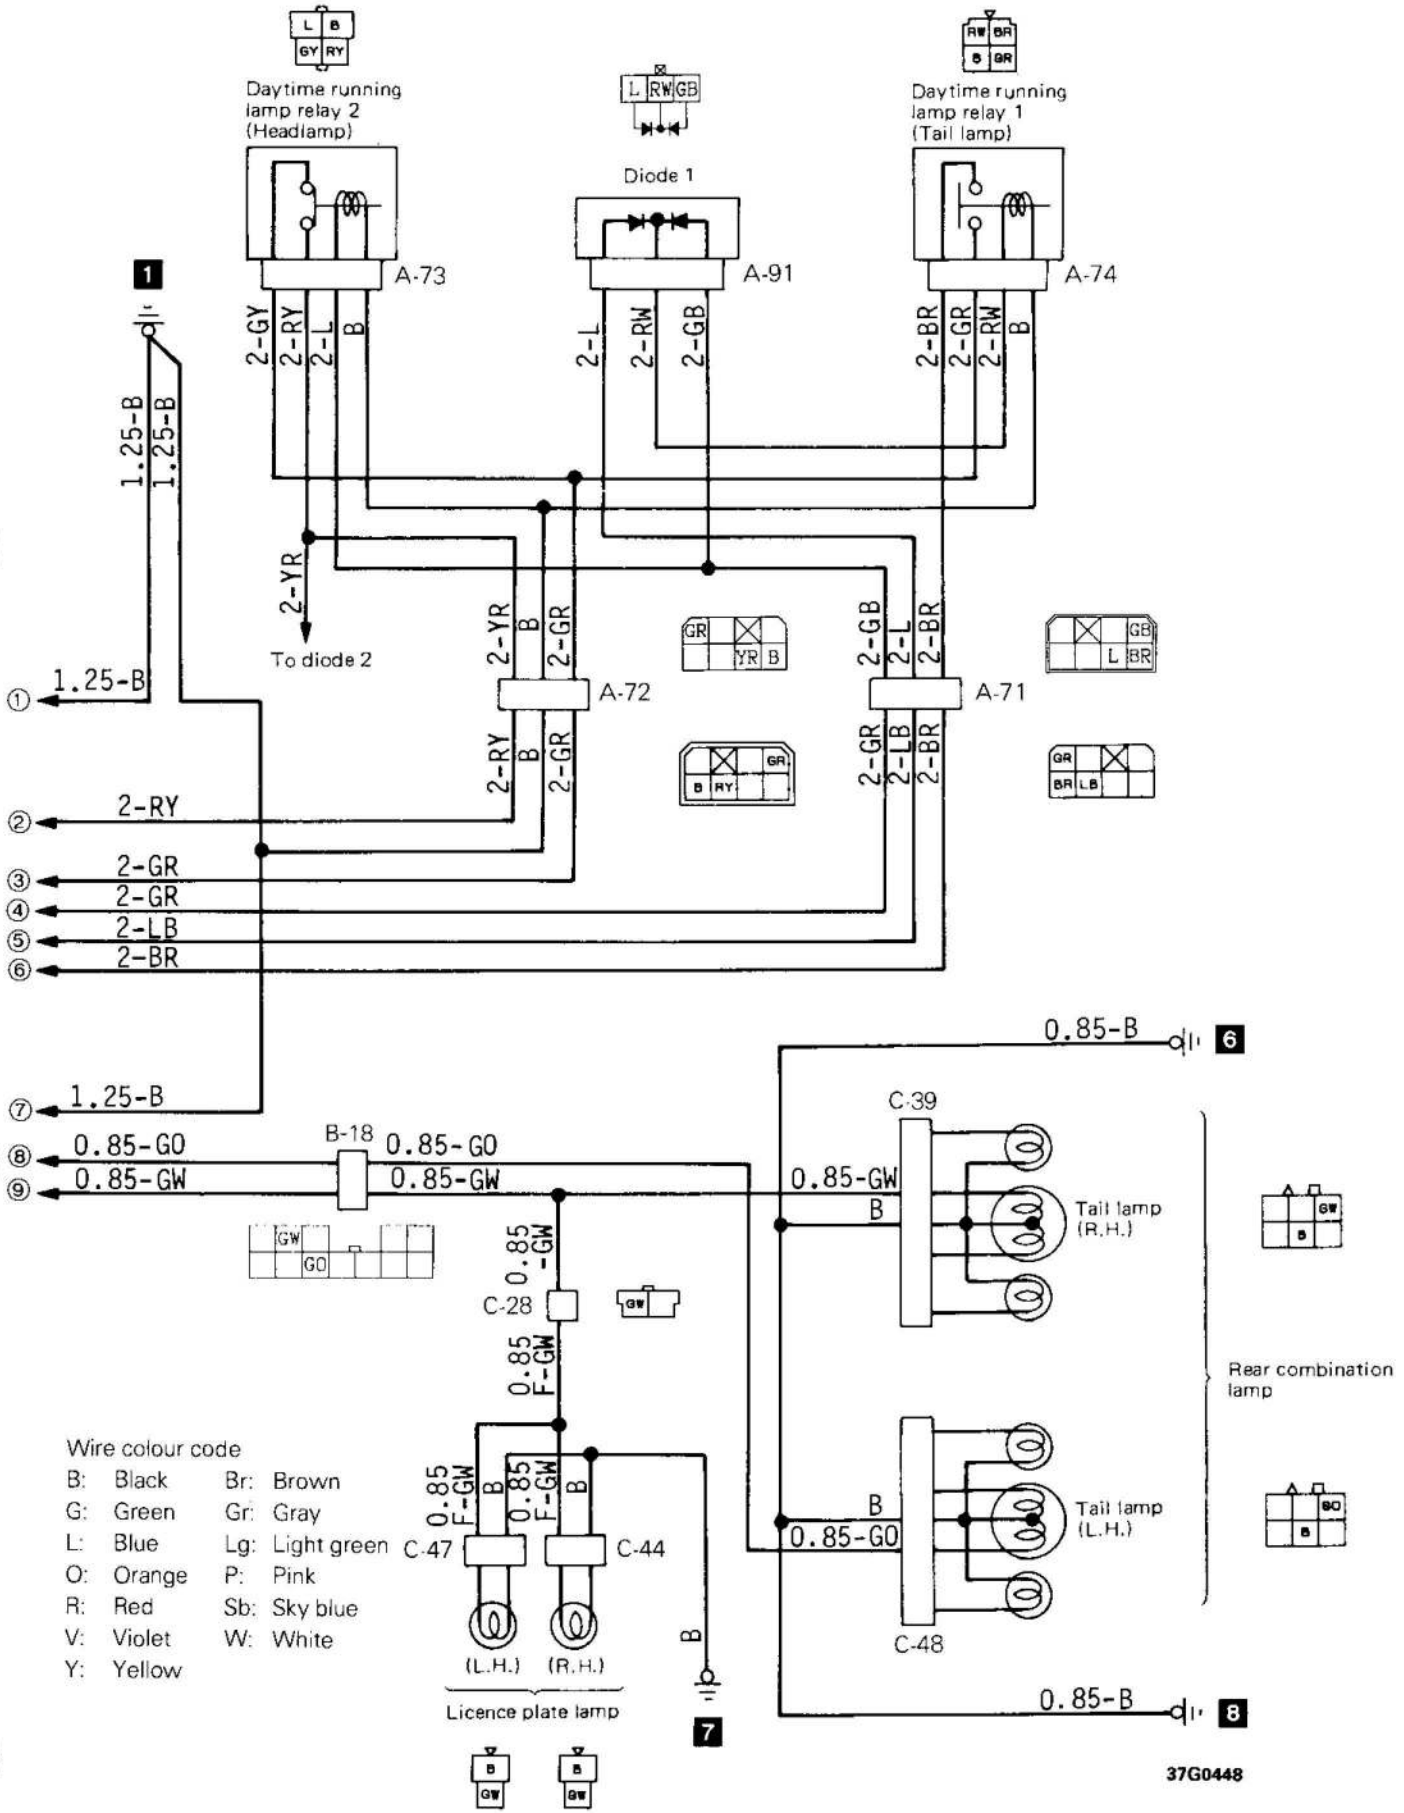 L B
GY RY
Daytime running
lamp relay 2
(Headlamp)
A-73
L RW GB
Diode 1
A-91
RW BR
B GR
Daytime running
lamp relay 1
(Tail lamp)
A-74
1
2-GY
2-RY
2-L
B
2-L
2-RW
2-GB
2-BR
2-GR
2-RW
B
1.25-B
1.25-B
2-YR
To diode 2
2-YR
B
2-GR
A-72
GR
YR B
2-GB
2-L
2-BR
A-71
GB
L BR
① 1.25-B
2-RY
B
2-GR
GR
B RY
2-GR
2-LB
2-BR
GR
BR LB
② 2-RY
③ 2-GR
④ 2-GR
⑤ 2-LB
⑥ 2-BR
0.85-B
6
⑦ 1.25-B
B-18
⑧ 0.85-GO
0.85-GO
⑨ 0.85-GW
0.85-GW
GW
GO
C-39
0.85-GW
B
Tail lamp
(R.H.)
GW
B
0.85
-GW
C-28
GW
0.85
F-GW
Rear combination
lamp
0.85
F-GW
B
0.85
F-GW
B
C-47
C-44
B
0.85-GO
Tail lamp
(L.H.)
GO
B
C-48
Wire colour code
B: Black Br: Brown
G: Green Gr: Gray
L: Blue Lg: Light green
O: Orange P: Pink
R: Red Sb: Sky blue
V: Violet W: White
Y: Yellow
(L.H.) (R.H.)
Licence plate lamp
B
7
B
GW
B
GW
0.85-B
8
37G0448